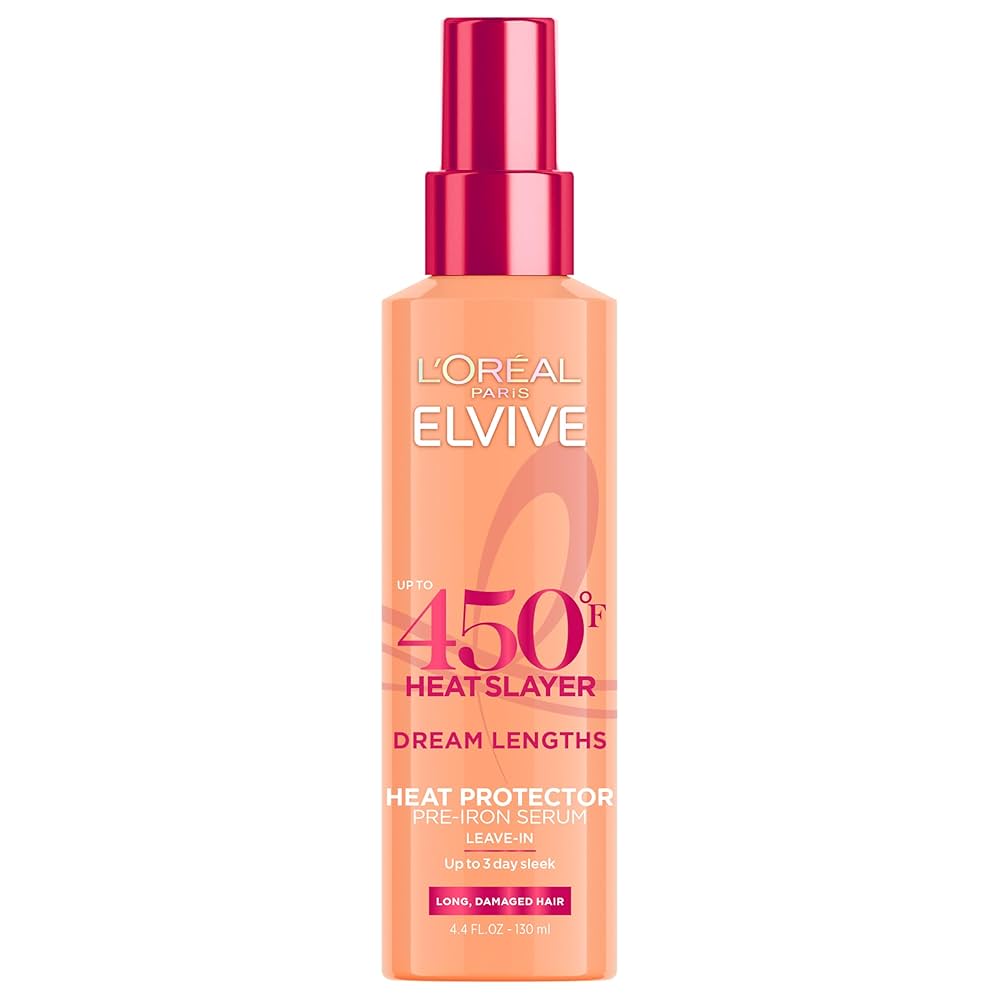 L'ORÉAL
PARIS
ELVIVE
UP TO
450°F
HEAT SLAYER
DREAM LENGTHS
HEAT PROTECTOR
PRE-IRON SERUM
LEAVE-IN
Up to 3 day sleek
LONG, DAMAGED HAIR
4.4 FL.OZ - 130 ml